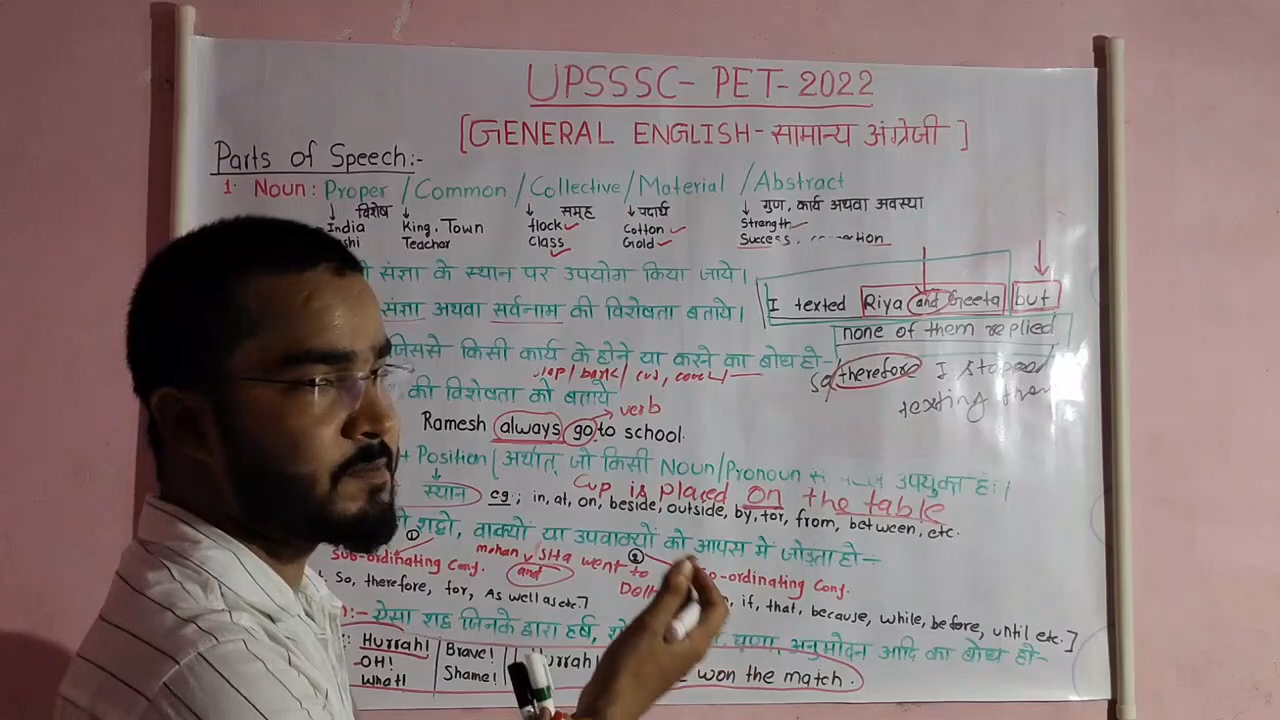 UPSSSC- PET-2022
[GENERAL ENGLISH-सामान्य अंग्रेजी ]
Parts of Speech:-
1. Noun: Proper / Common / Collective / Material / Abstract
↓ विशेष ↓ ↓ समूह ↓ पदार्थ ↓ गुण, कार्य अथवा अवस्था
India King, Town flock Cotton Strength
Teacher Class Gold Success,
संज्ञा के स्थान पर उपयोग किया जाये।
संज्ञा अथवा सर्वनाम की विशेषता बताये।
I texted Riya and Geeta but
none of them replied
so therefore I stopped
texting them
जिससे किसी कार्य के होने या करने का बोध हो-
की विशेषता को बताये
Ramesh always go to school.
verb
+ Position ( अर्थात् जो किसी Noun/Pronoun उपयुक्त हः।
Cup is placed on the table
स्थान eg; in, at, on, beside, outside, by, for, from, between, etc.
शब्दो, वाक्यों या उपवाक्यों को आपस में जोड़ता हो-
① Sub-ordinating Conj. mohan, Sita went to ② -ordinating Conj.
and
So, therefore, for, As well as etc.] if, that, because, while, before, until etc.]
:- ऐसा शब्द जिनके द्वारा हर्ष, घृणा, अनुमोदन आदि का बोध हो-
Hurrah! Brave! won the match.
OH! Shame!
What!